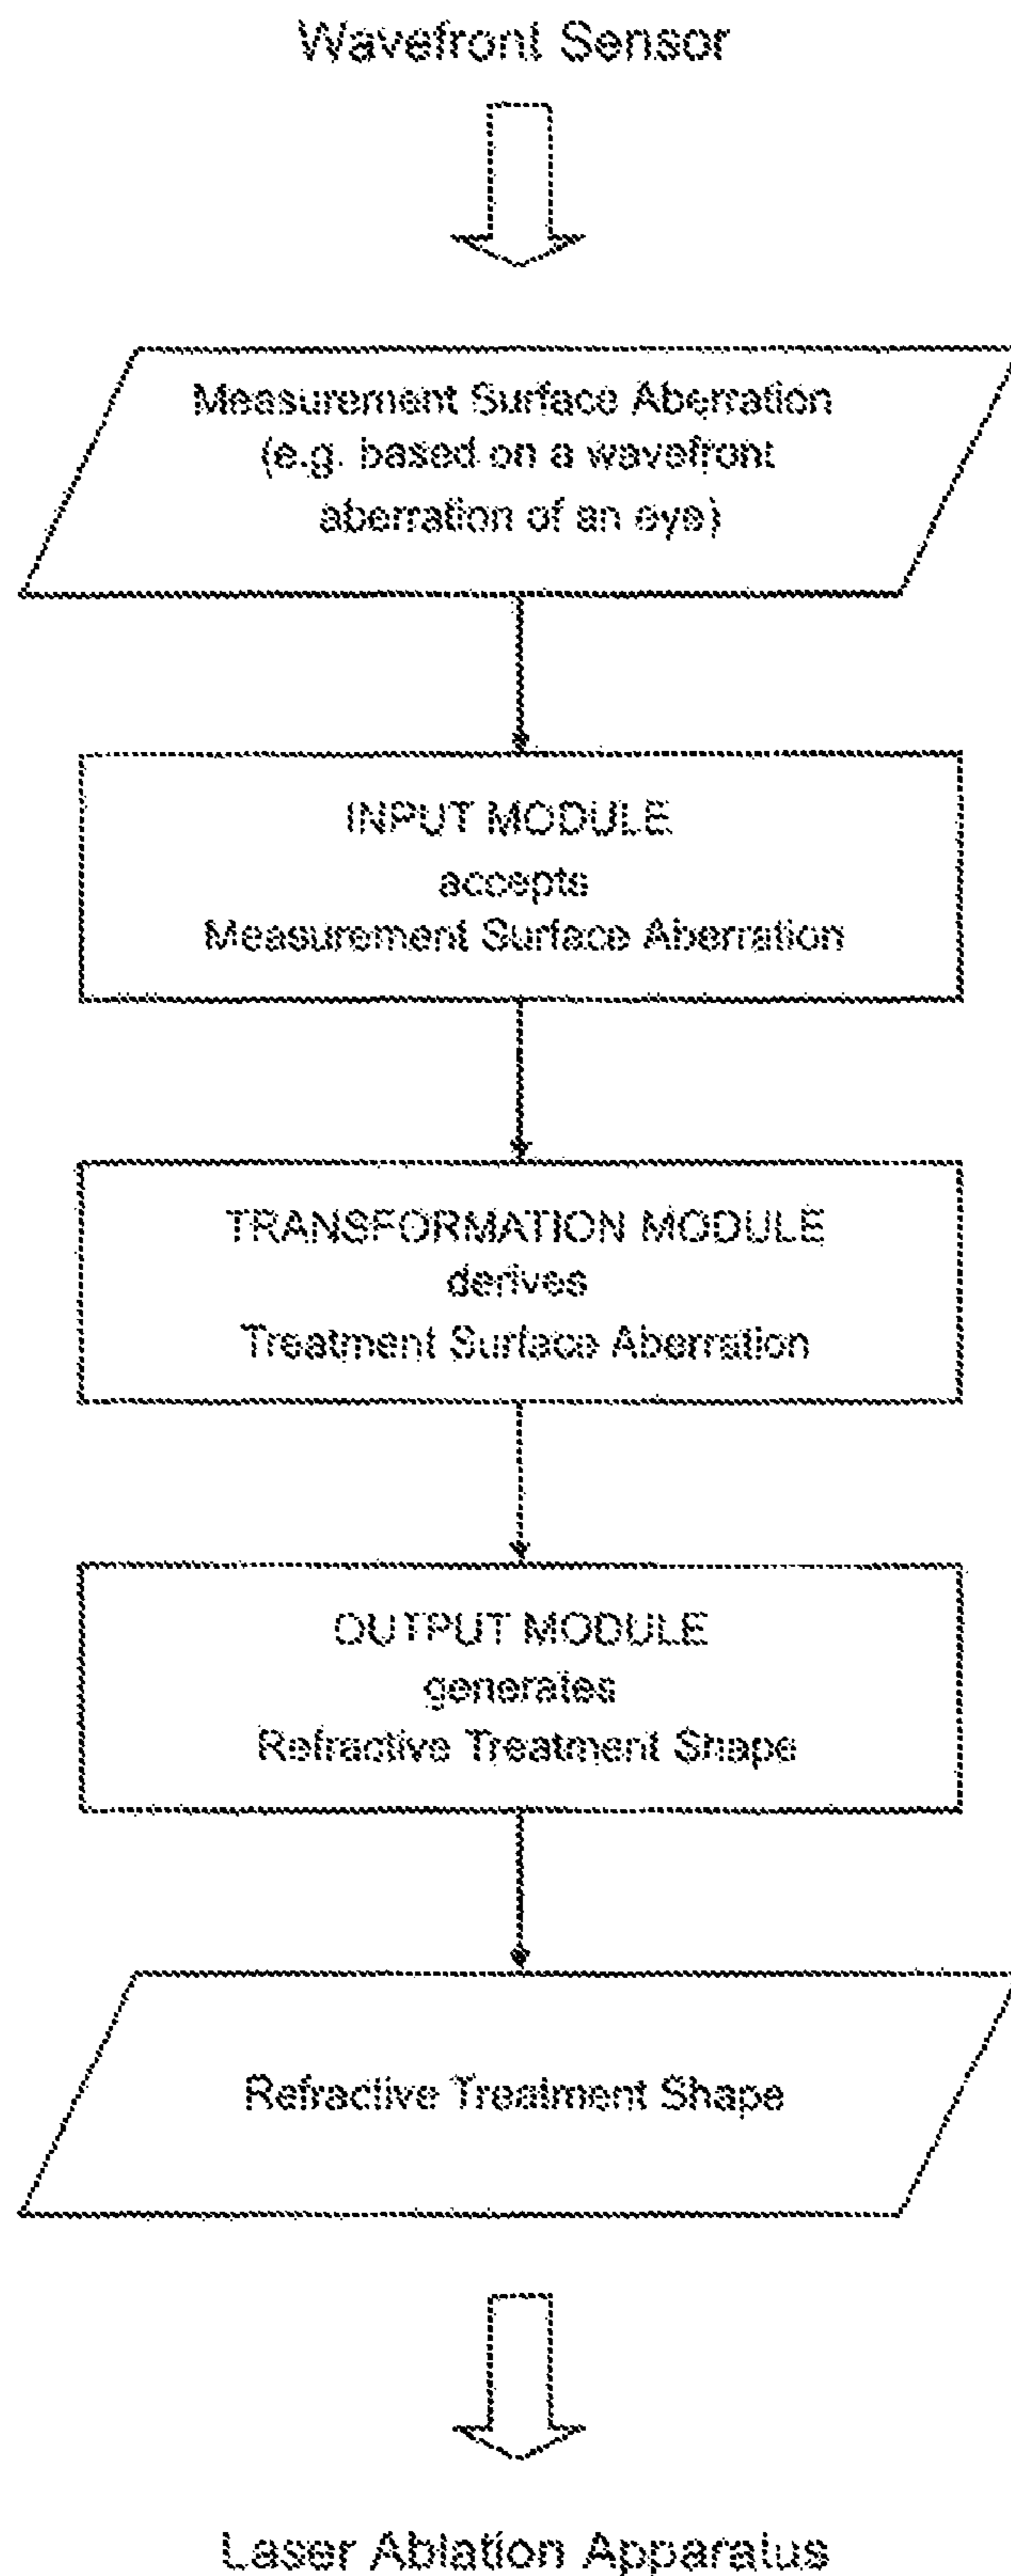 Wavefront Sensor
Measurement Surface Aberration
(e.g. based on a wavefront
aberration of an eye)
INPUT MODULE
accepts
Measurement Surface Aberration
TRANSFORMATION MODULE
derives
Treatment Surface Aberration
OUTPUT MODULE
generates
Refractive Treatment Shape
Refractive Treatment Shape
Laser Ablation Apparatus